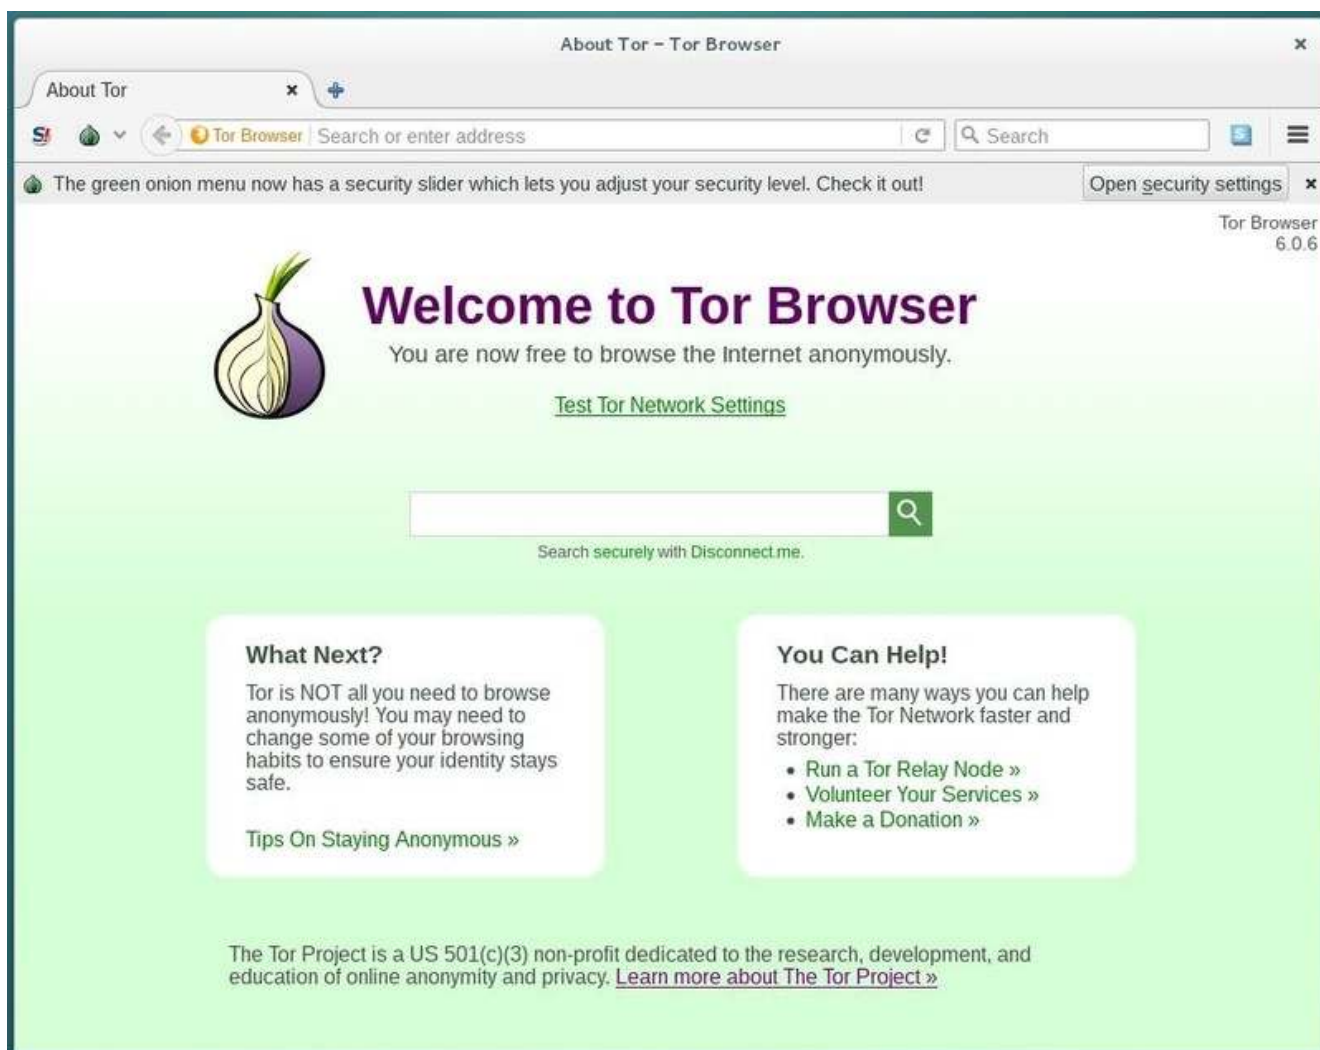 About Tor – Tor Browser
About Tor
Tor Browser
Search or enter address
Search
The green onion menu now has a security slider which lets you adjust your security level. Check it out!
Open security settings
Tor Browser
6.0.6
Welcome to Tor Browser
You are now free to browse the Internet anonymously.
Test Tor Network Settings
Search securely with Disconnect.me.
What Next?
Tor is NOT all you need to browse
anonymously! You may need to
change some of your browsing
habits to ensure your identity stays
safe.
Tips On Staying Anonymous »
You Can Help!
There are many ways you can help
make the Tor Network faster and
stronger:
• Run a Tor Relay Node »
• Volunteer Your Services »
• Make a Donation »
The Tor Project is a US 501(c)(3) non-profit dedicated to the research, development, and
education of online anonymity and privacy. Learn more about The Tor Project »